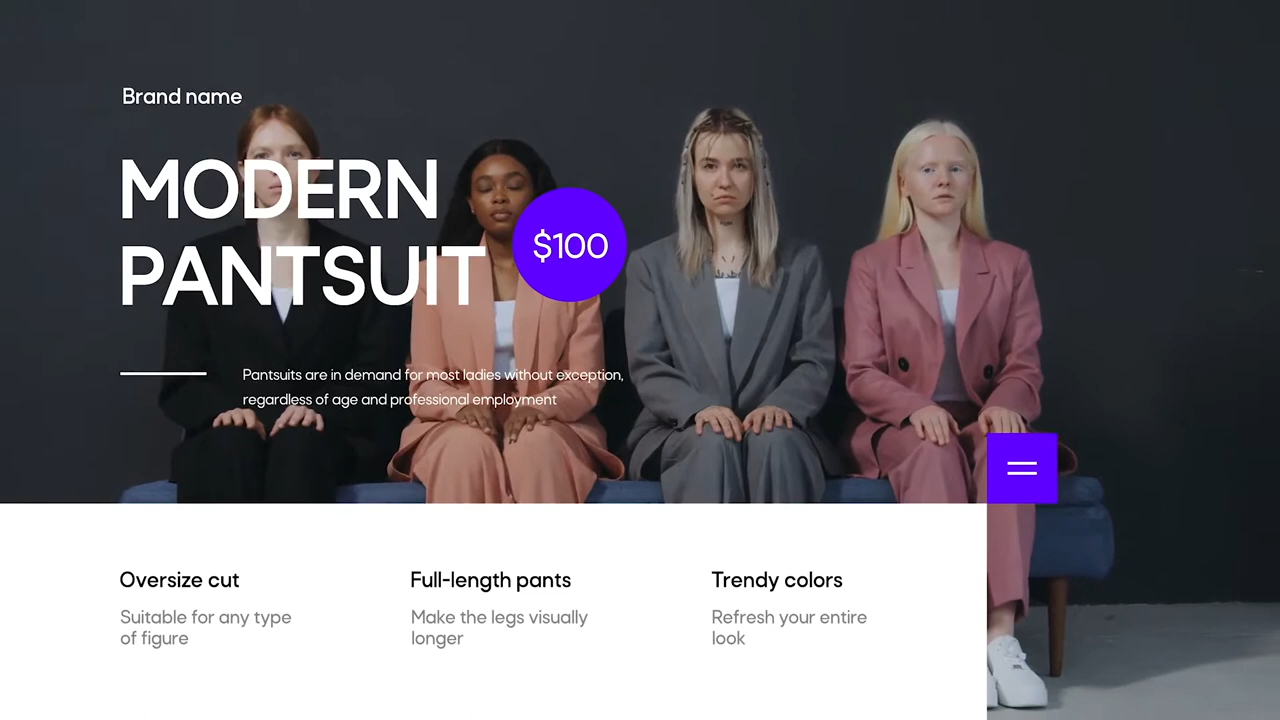 Brand name
MODERN
PANTSUIT
$100
Pantsuits are in demand for most ladies without exception,
regardless of age and professional employment
Oversize cut
Suitable for any type
of figure
Full-length pants
Make the legs visually
longer
Trendy colors
Refresh your entire
look